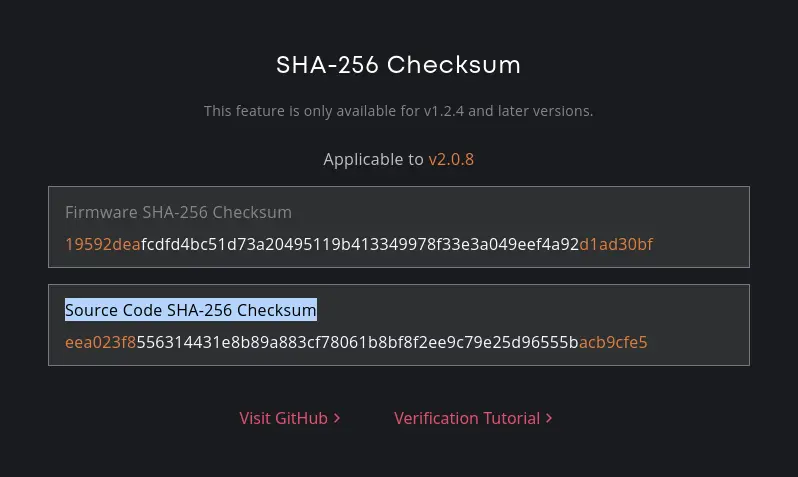 SHA-256 Checksum
This feature is only available for v1.2.4 and later versions.
Applicable to v2.0.8
Firmware SHA-256 Checksum
19592deafcdfd4bc51d73a20495119b413349978f33e3a049eef4a92d1ad30bf
Source Code SHA-256 Checksum
eea023f8556314431e8b89a883cf78061b8bf8f2ee9c79e25d96555bacb9cfe5
Visit GitHub >
Verification Tutorial >